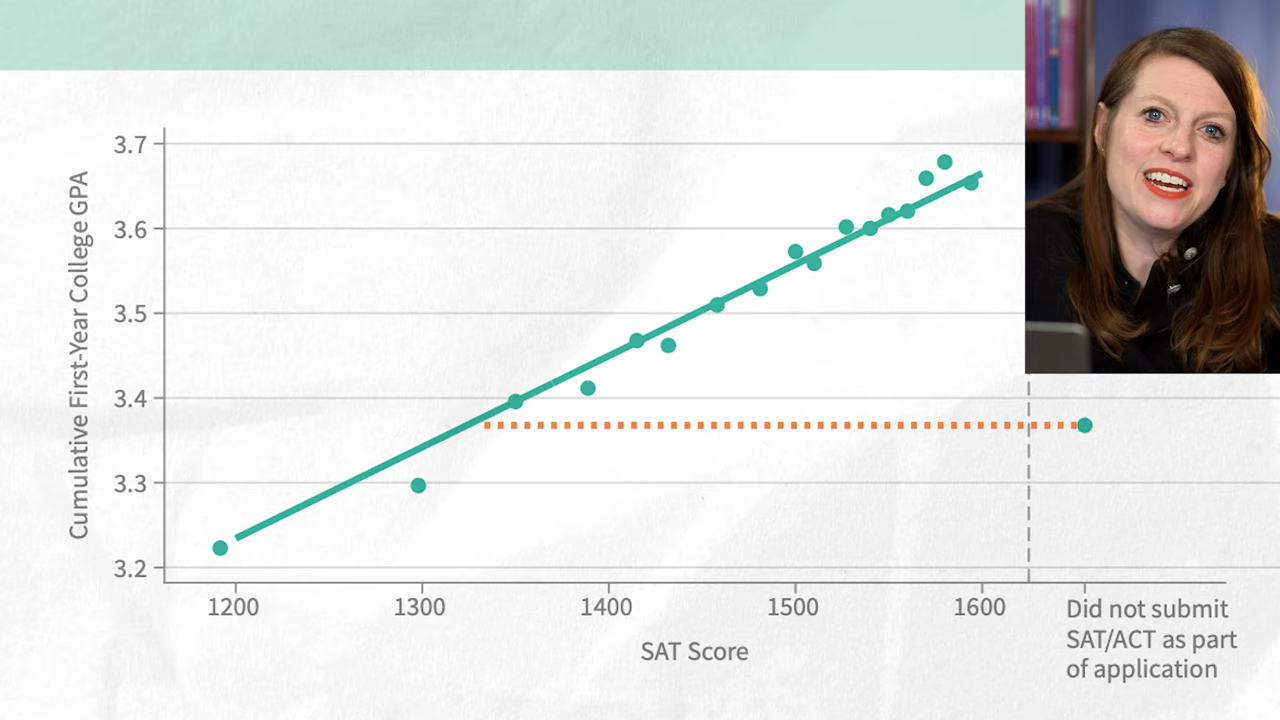 Cumulative First-Year College GPA
3.7
3.6
3.5
3.4
3.3
3.2
1200 1300 1400 1500 1600
SAT Score
Did not submit
SAT/ACT as part
of application